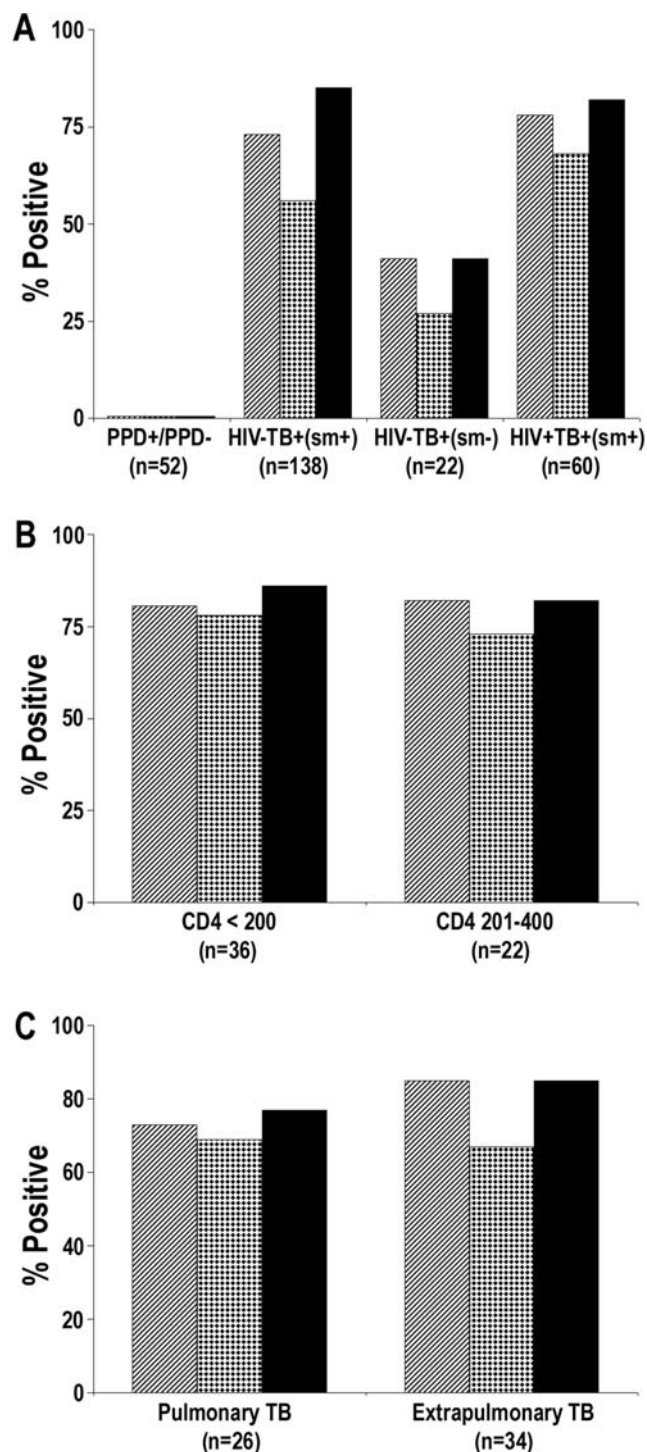 A
100
75
50
25
0
% Positive
PPD+/PPD- HIV-TB+(sm+) HIV-TB+(sm-) HIV+TB+(sm+)
(n=52) (n=138) (n=22) (n=60)
B
100
75
50
25
0
% Positive
CD4 < 200 CD4 201-400
(n=36) (n=22)
C
100
80
60
40
20
0
% Positive
Pulmonary TB Extrapulmonary TB
(n=26) (n=34)